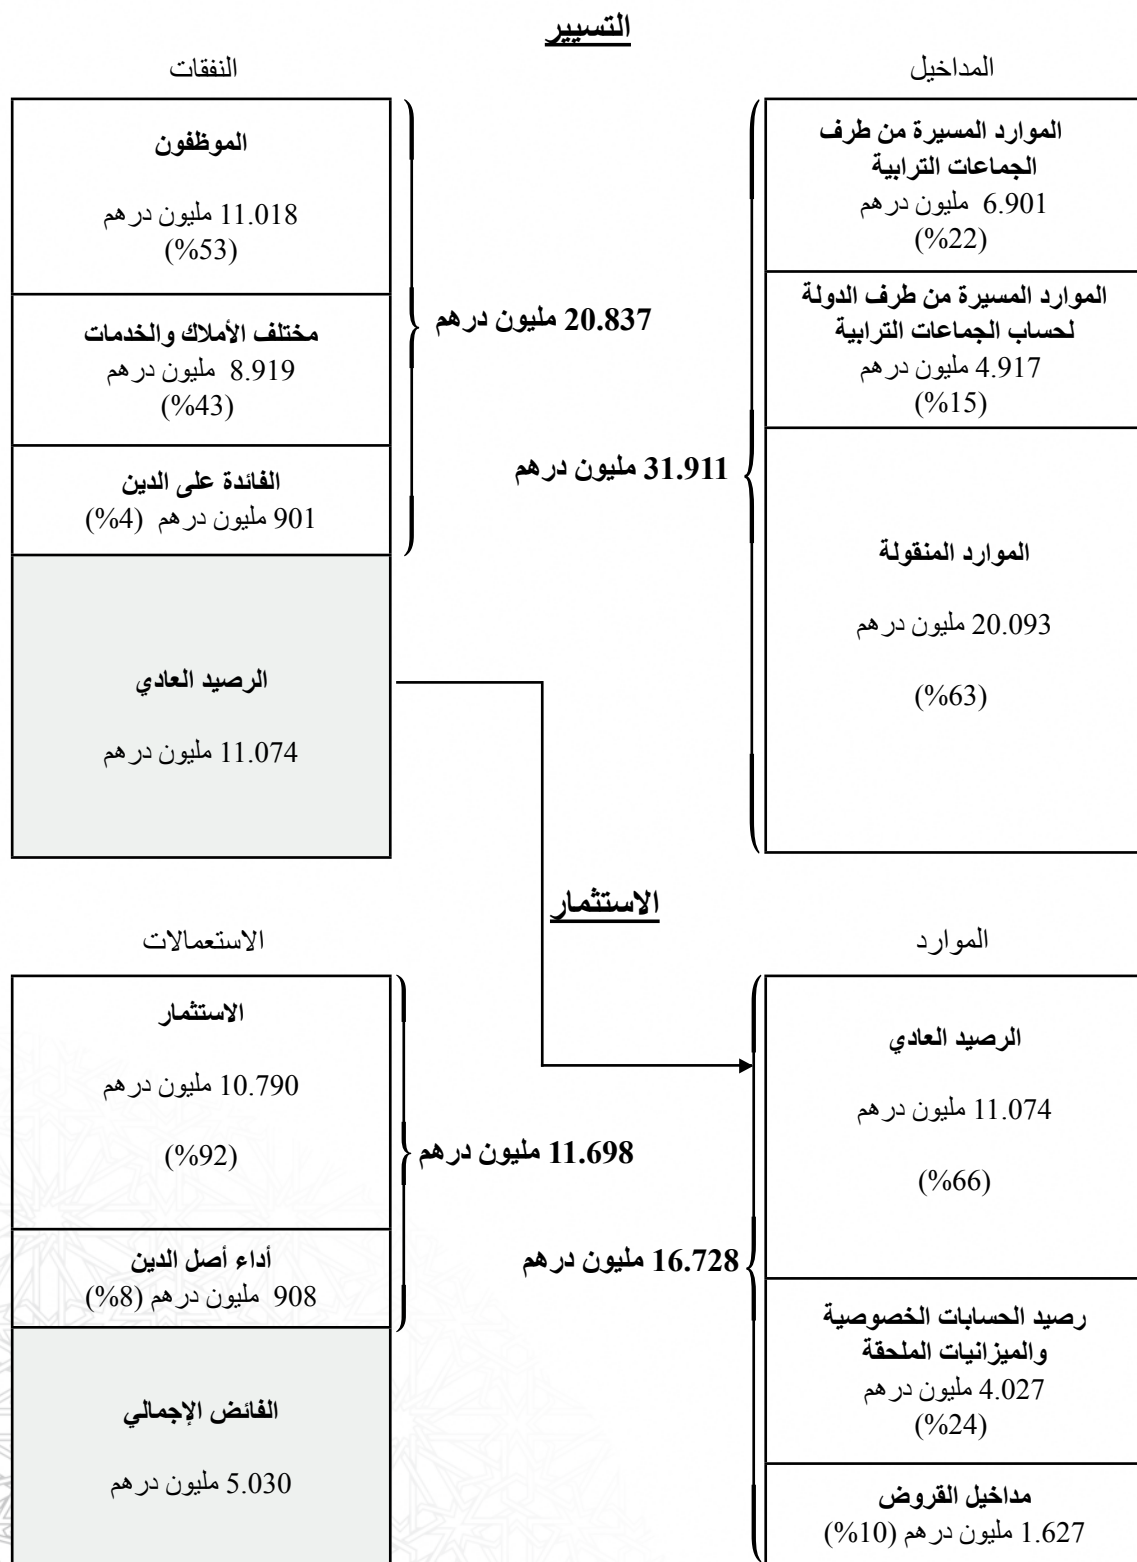 التسيير
المداخيل
الموارد المسيرة من طرف
الجماعات الترابية
6.901 مليون درهم
(%22)
الموارد المسيرة من طرف الدولة
لحساب الجماعات الترابية
4.917 مليون درهم
(%15)
الموارد المنقولة
20.093 مليون درهم
(%63)
31.911 مليون درهم
النفقات
الموظفون
11.018 مليون درهم
(%53)
مختلف الأملاك والخدمات
8.919 مليون درهم
(%43)
الفائدة على الدين
901 مليون درهم (%4)
20.837 مليون درهم
الرصيد العادي
11.074 مليون درهم
الاستثمار
الموارد
الرصيد العادي
11.074 مليون درهم
(%66)
رصيد الحسابات الخصوصية
والميزانيات الملحقة
4.027 مليون درهم
(%24)
مداخيل القروض
1.627 مليون درهم (%10)
16.728 مليون درهم
الاستعمالات
الاستثمار
10.790 مليون درهم
(%92)
أداء أصل الدين
908 مليون درهم (%8)
11.698 مليون درهم
الفائض الإجمالي
5.030 مليون درهم